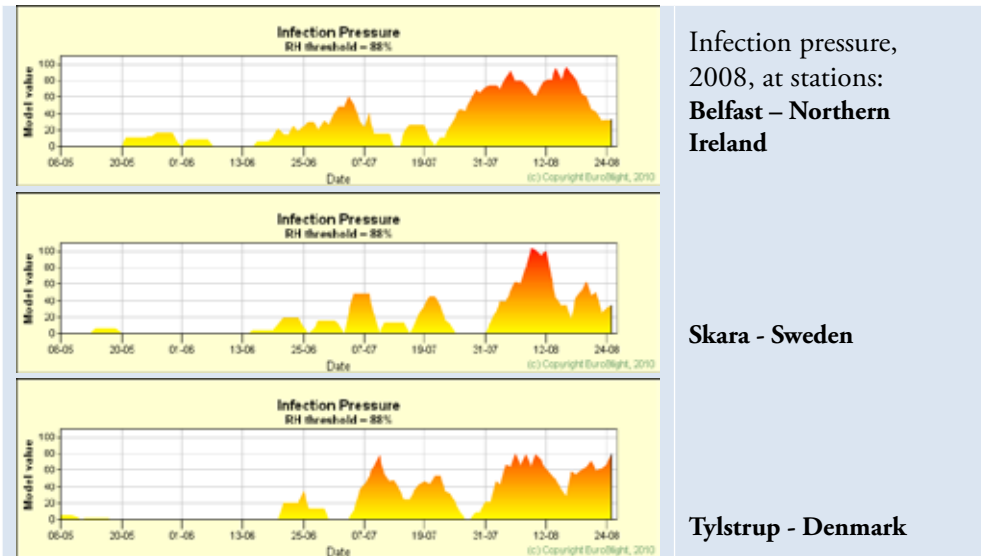 Infection Pressure
RH threshold = 88%
Model value
100
80
60
40
20
0
08-05 20-05 01-06 13-06 25-06 07-07 19-07 31-07 12-08 24-08
Date
(c) Copyright EuroBlight, 2010
Infection pressure,
2008, at stations:
Belfast – Northern
Ireland
Infection Pressure
RH threshold = 88%
Model value
100
80
60
40
20
0
08-05 20-05 01-06 13-06 25-06 07-07 19-07 31-07 12-08 24-08
Date
(c) Copyright EuroBlight, 2010
Skara - Sweden
Infection Pressure
RH threshold = 88%
Model value
100
80
60
40
20
0
08-05 20-05 01-06 13-06 25-06 07-07 19-07 31-07 12-08 24-08
Date
(c) Copyright EuroBlight, 2010
Tylstrup - Denmark